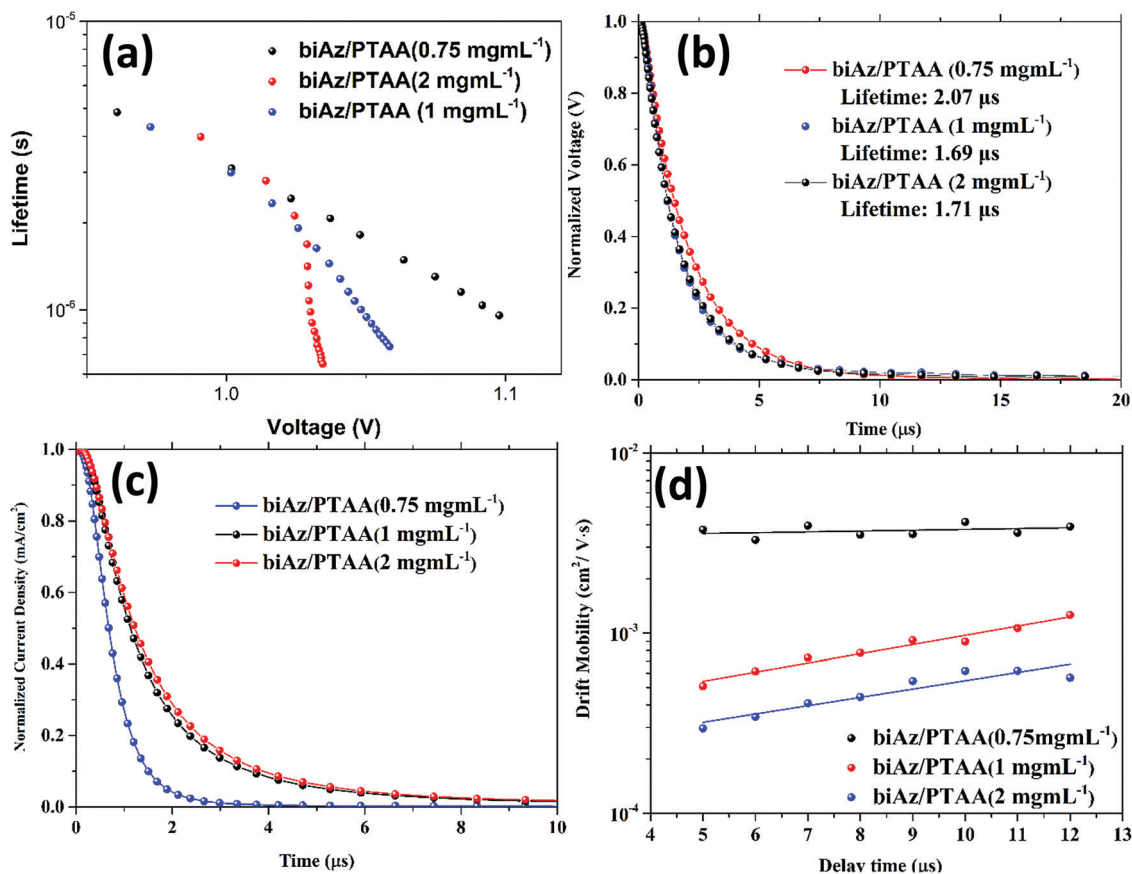 (a)
10⁻⁵
10⁻⁶
Lifetime (s)
biAz/PTAA(0.75 mgmL⁻¹)
biAz/PTAA(2 mgmL⁻¹)
biAz/PTAA (1 mgmL⁻¹)
1.0 1.1
Voltage (V)
(b)
1.0
0.8
0.6
0.4
0.2
0.0
Normalized Voltage (V)
biAz/PTAA (0.75 mgmL⁻¹)
Lifetime: 2.07 μs
biAz/PTAA (1 mgmL⁻¹)
Lifetime: 1.69 μs
biAz/PTAA (2 mgmL⁻¹)
Lifetime: 1.71 μs
0 5 10 15 20
Time (μs)
(c)
1.0
0.8
0.6
0.4
0.2
0.0
Normalized Current Density (mA/cm²)
biAz/PTAA(0.75 mgmL⁻¹)
biAz/PTAA(1 mgmL⁻¹)
biAz/PTAA(2 mgmL⁻¹)
0 2 4 6 8 10
Time (μs)
(d)
10⁻²
10⁻³
10⁻⁴
Drift Mobility (cm²/ V·s)
biAz/PTAA(0.75mgmL⁻¹)
biAz/PTAA(1 mgmL⁻¹)
biAz/PTAA(2 mgmL⁻¹)
4 5 6 7 8 9 10 11 12 13
Delay time (μs)